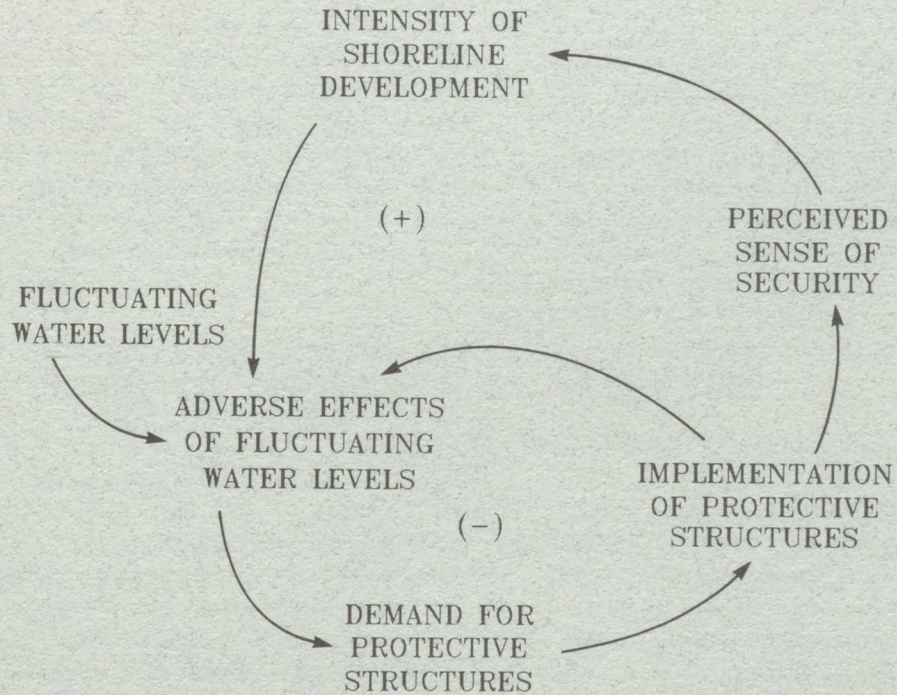 INTENSITY OF
SHORELINE
DEVELOPMENT
(+)
PERCEIVED
SENSE OF
SECURITY
FLUCTUATING
WATER LEVELS
ADVERSE EFFECTS
OF FLUCTUATING
WATER LEVELS
IMPLEMENTATION
OF PROTECTIVE
STRUCTURES
(−)
DEMAND FOR
PROTECTIVE
STRUCTURES